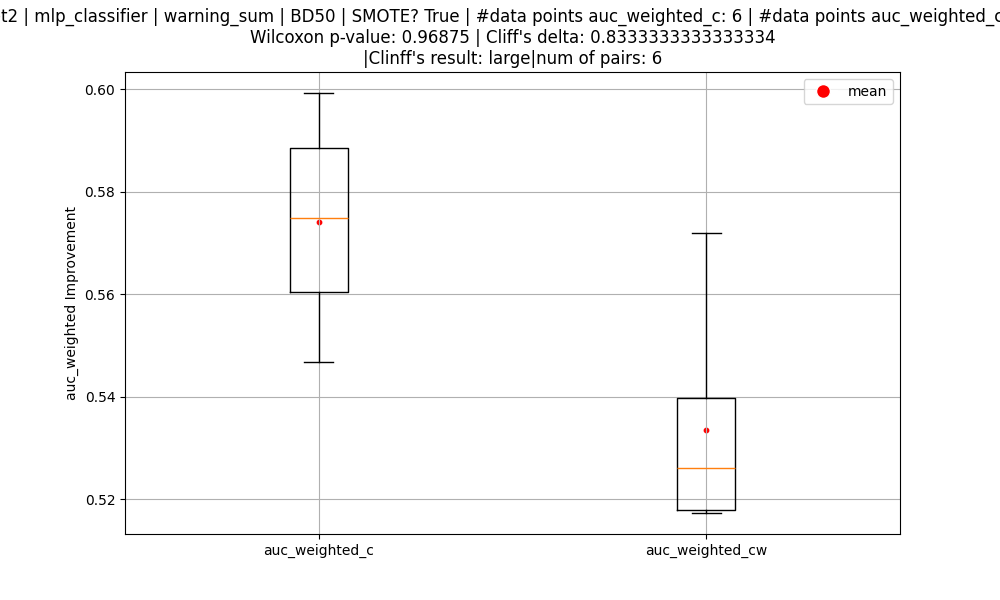 t2 | mlp_classifier | warning_sum | BD50 | SMOTE? True | #data points auc_weighted_c: 6 | #data points auc_weighted_c
Wilcoxon p-value: 0.96875 | Cliff's delta: 0.8333333333333334
|Clinff's result: large|num of pairs: 6
mean
0.60
0.58
0.56
0.54
0.52
auc_weighted Improvement
auc_weighted_c
auc_weighted_cw